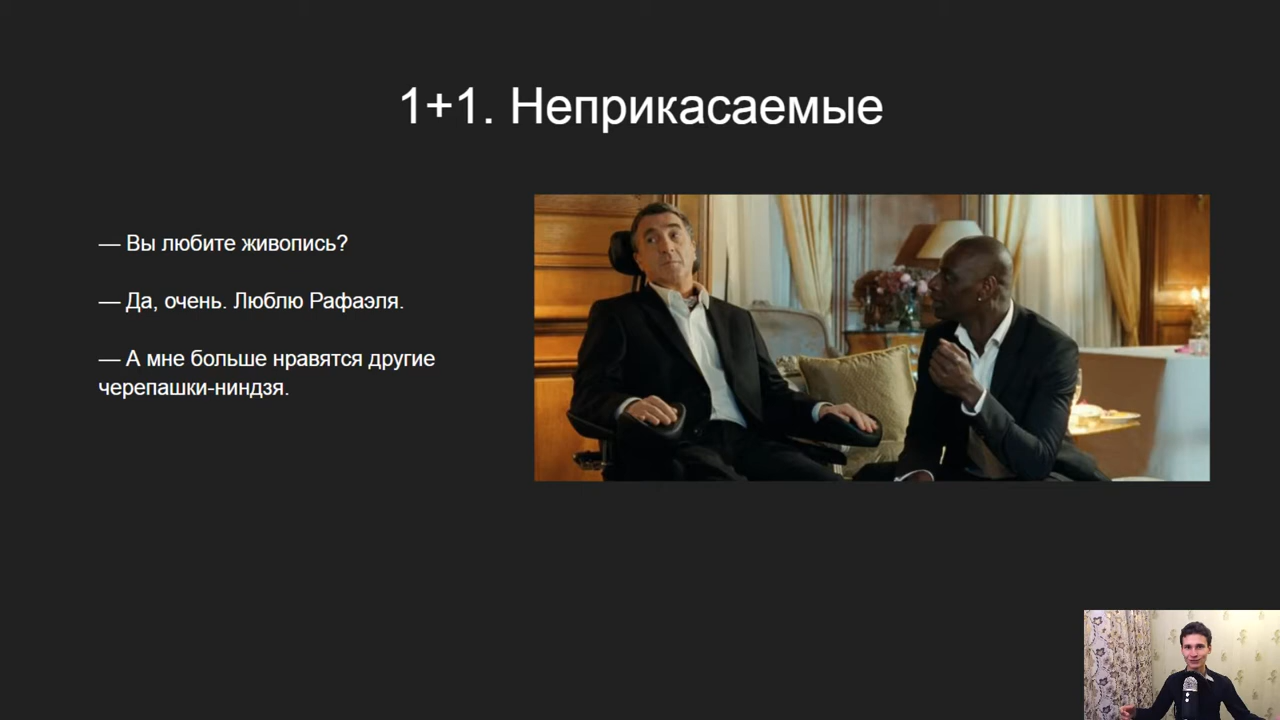 1+1. Неприкасаемые
— Вы любите живопись?
— Да, очень. Люблю Рафаэля.
— А мне больше нравятся другие
черепашки-ниндзя.